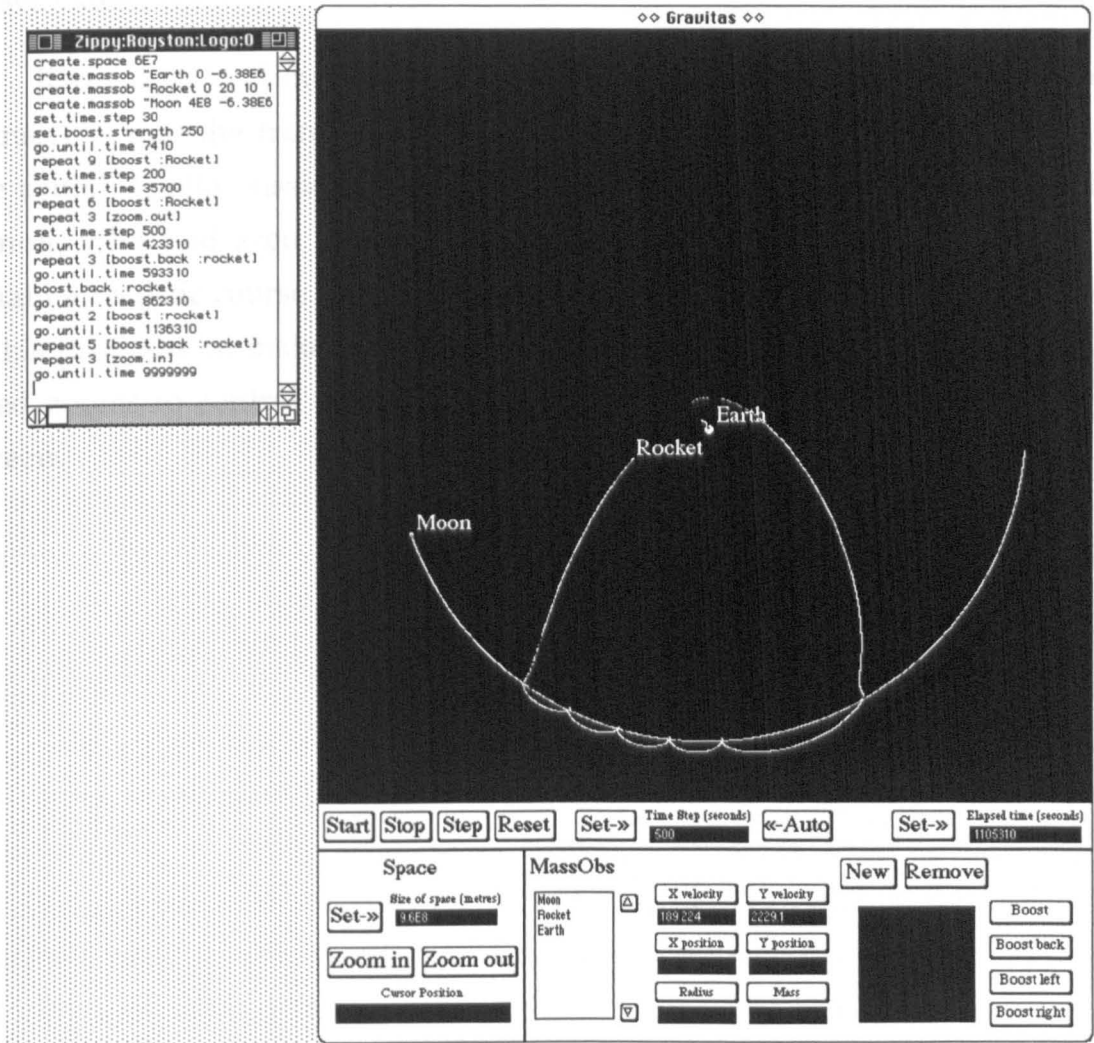 Zippy:Royston:Logo:0
create.space 6E7
create.massob "Earth 0 -6.38E6
create.massob "Rocket 0 20 10 1
create.massob "Moon 4E8 -6.38E6
set.time.step 30
set.boost.strength 250
go.until.time 7410
repeat 9 [boost :Rocket]
set.time.step 200
go.until.time 35700
repeat 6 [boost :Rocket]
repeat 3 [zoom.out]
set.time.step 500
go.until.time 423310
repeat 3 [boost.back :rocket]
go.until.time 593310
boost.back :rocket
go.until.time 862310
repeat 2 [boost :rocket]
go.until.time 1136310
repeat 5 [boost.back :rocket]
repeat 3 [zoom.in]
go.until.time 9999999
◇◇ Gravitas ◇◇
Earth
Rocket
Moon
Start Stop Step Reset Set-» Time Step (seconds) 500 «-Auto Set-» Elapsed time (seconds) 1105310
Space
Size of space (metres)
Set-» 9.6E8
Zoom in Zoom out
Cursor Position
MassObs
Moon
Rocket
Earth
X velocity Y velocity
189.224 2229.1
X position Y position
Radius Mass
New Remove
Boost
Boost back
Boost left
Boost right